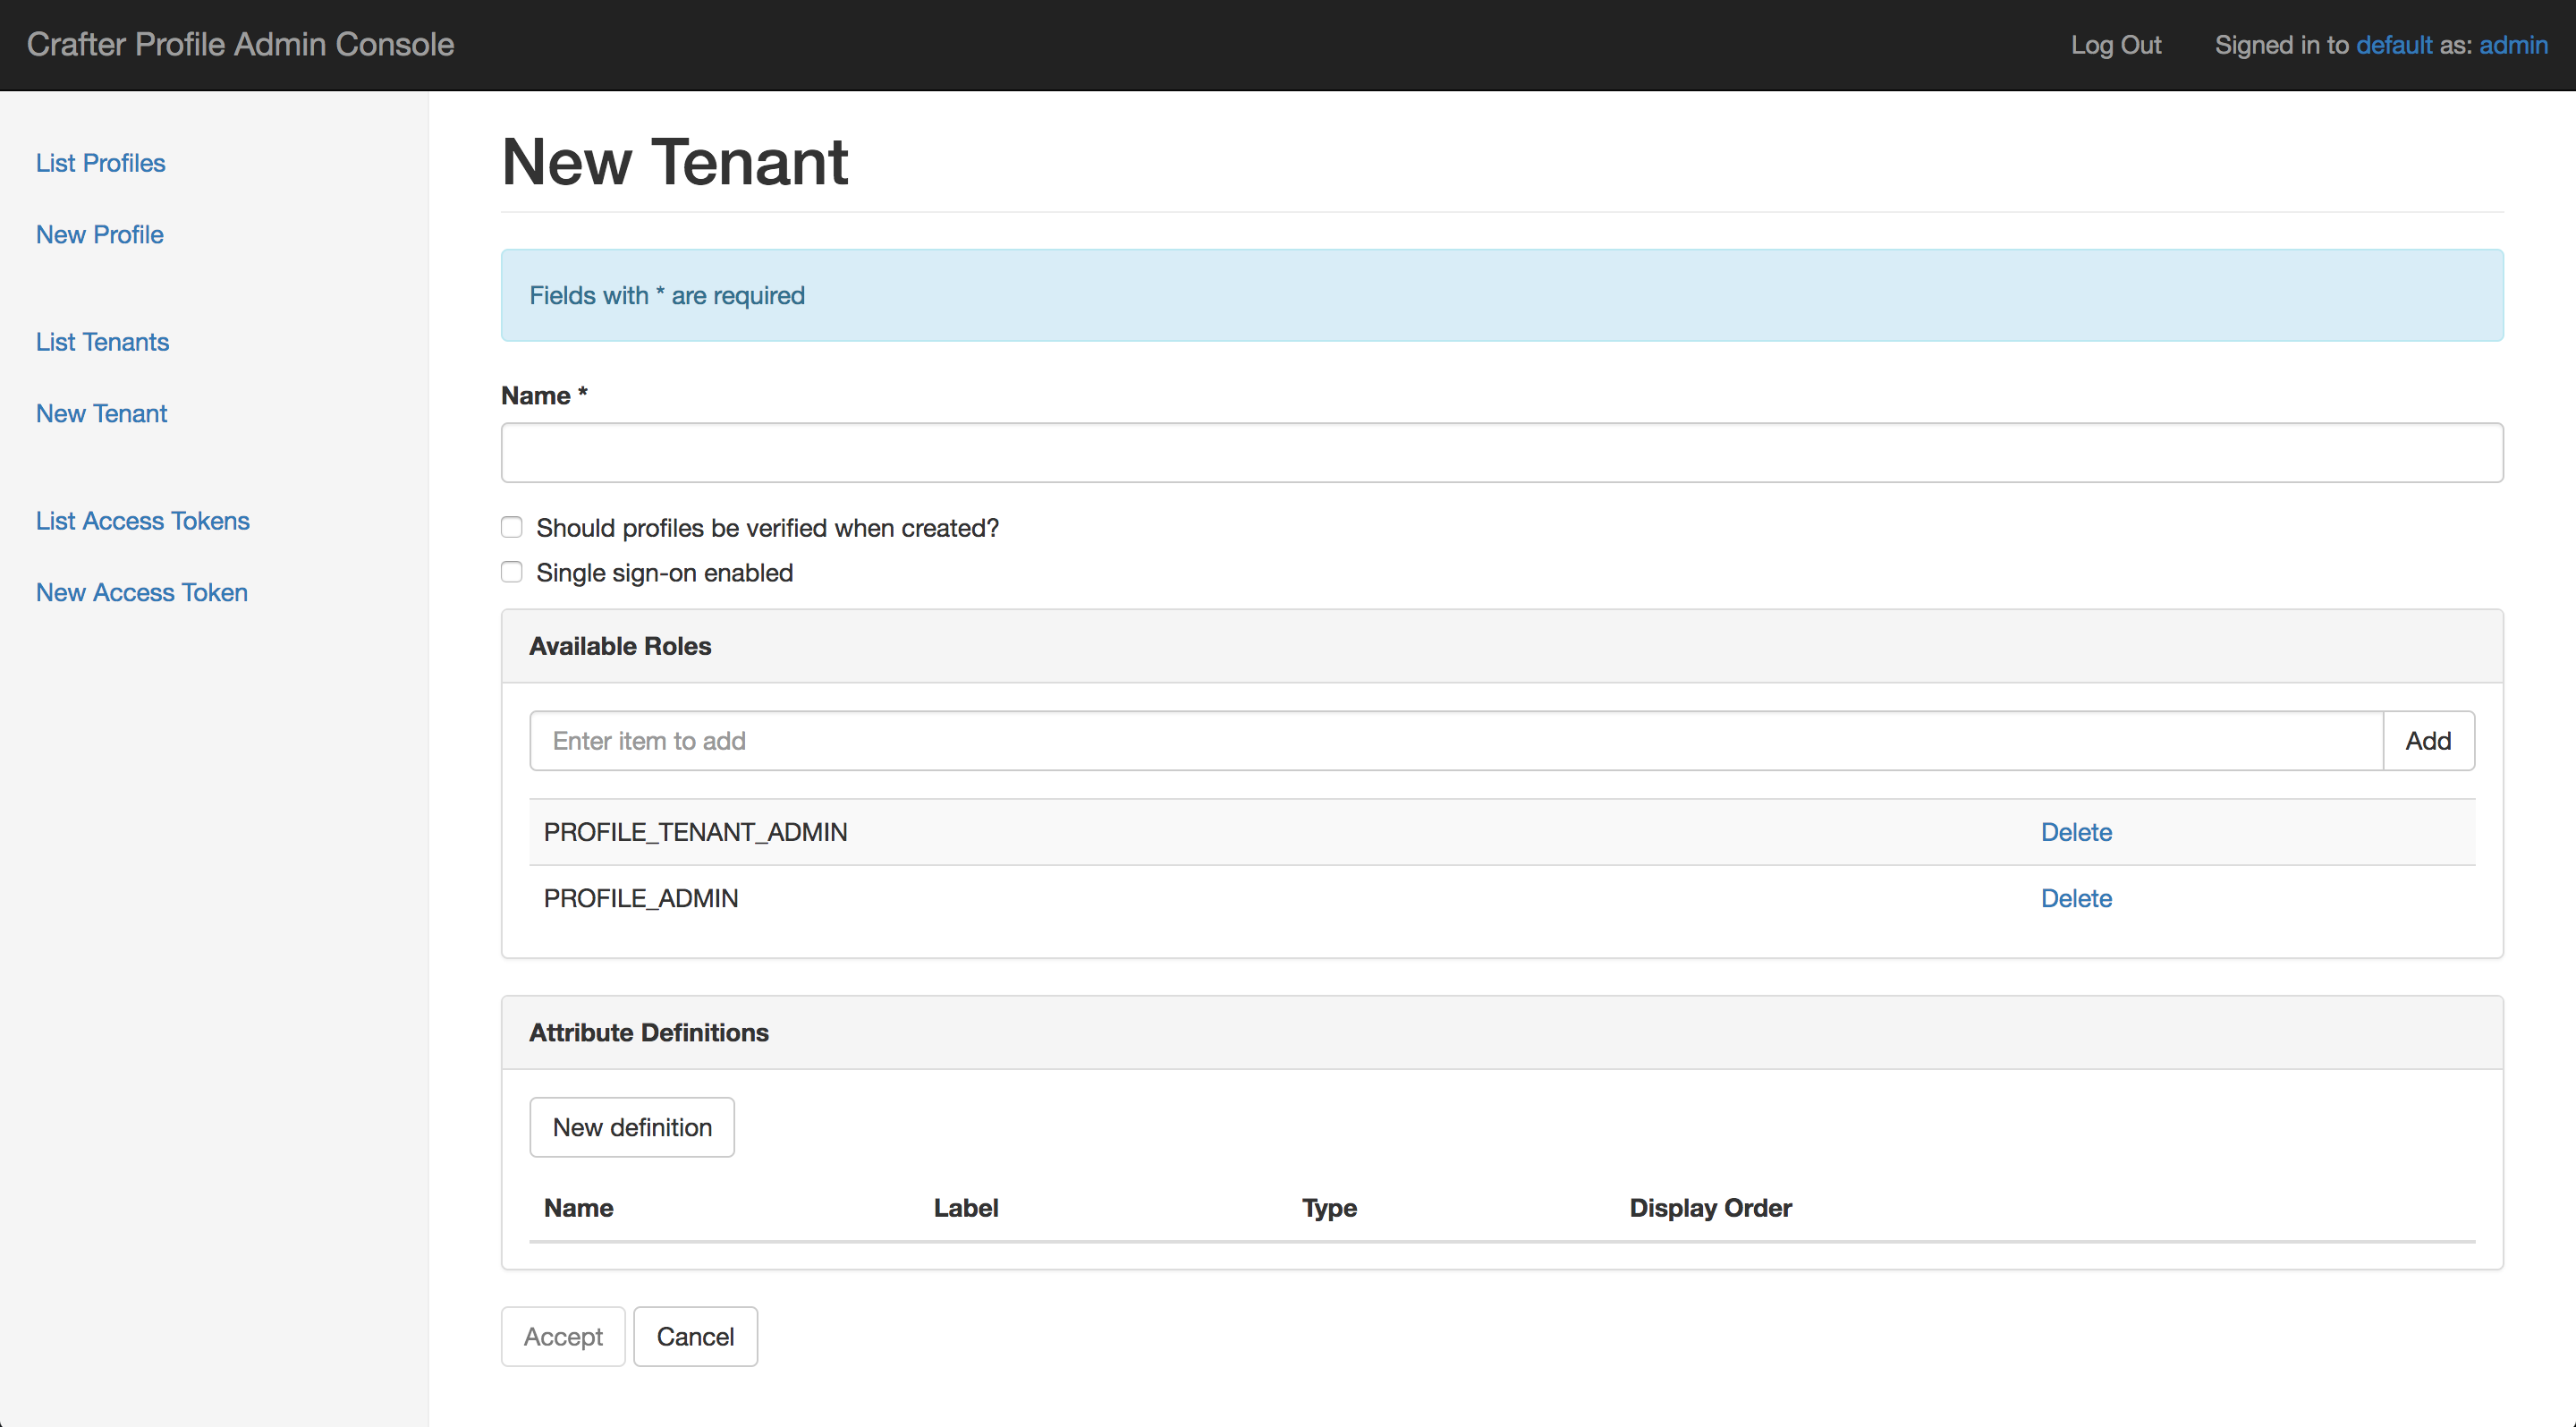 Crafter Profile Admin Console
Log Out
Signed in to default as: admin
List Profiles
New Profile
List Tenants
New Tenant
List Access Tokens
New Access Token
New Tenant
Fields with * are required
Name *
Should profiles be verified when created?
Single sign-on enabled
Available Roles
Enter item to add
Add
PROFILE_TENANT_ADMIN
Delete
PROFILE_ADMIN
Delete
Attribute Definitions
New definition
Name
Label
Type
Display Order
Accept
Cancel